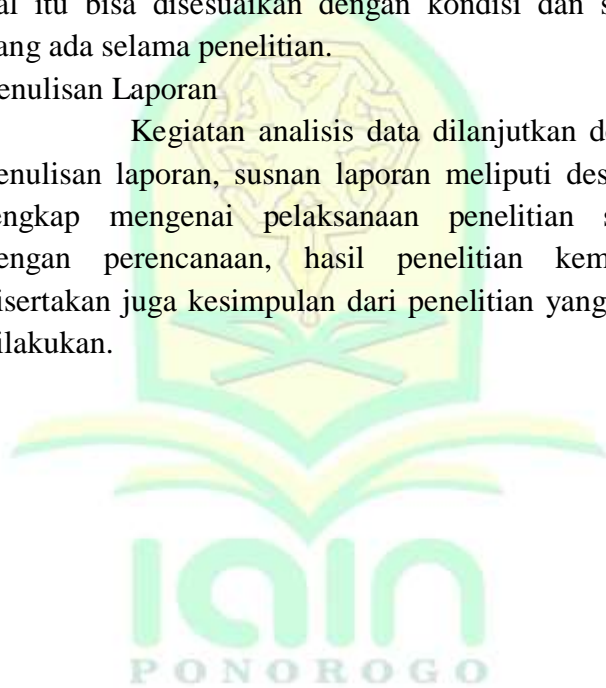 al itu bisa disesuaikan dengan kondisi dan s
ang ada selama penelitian.
enulisan Laporan
Kegiatan analisis data dilanjutkan de
enulisan laporan, susnan laporan meliputi des
engkap mengenai pelaksanaan penelitian s
engan perencanaan, hasil penelitian kem
isertakan juga kesimpulan dari penelitian yang
ilakukan.
iain
PONOROGO